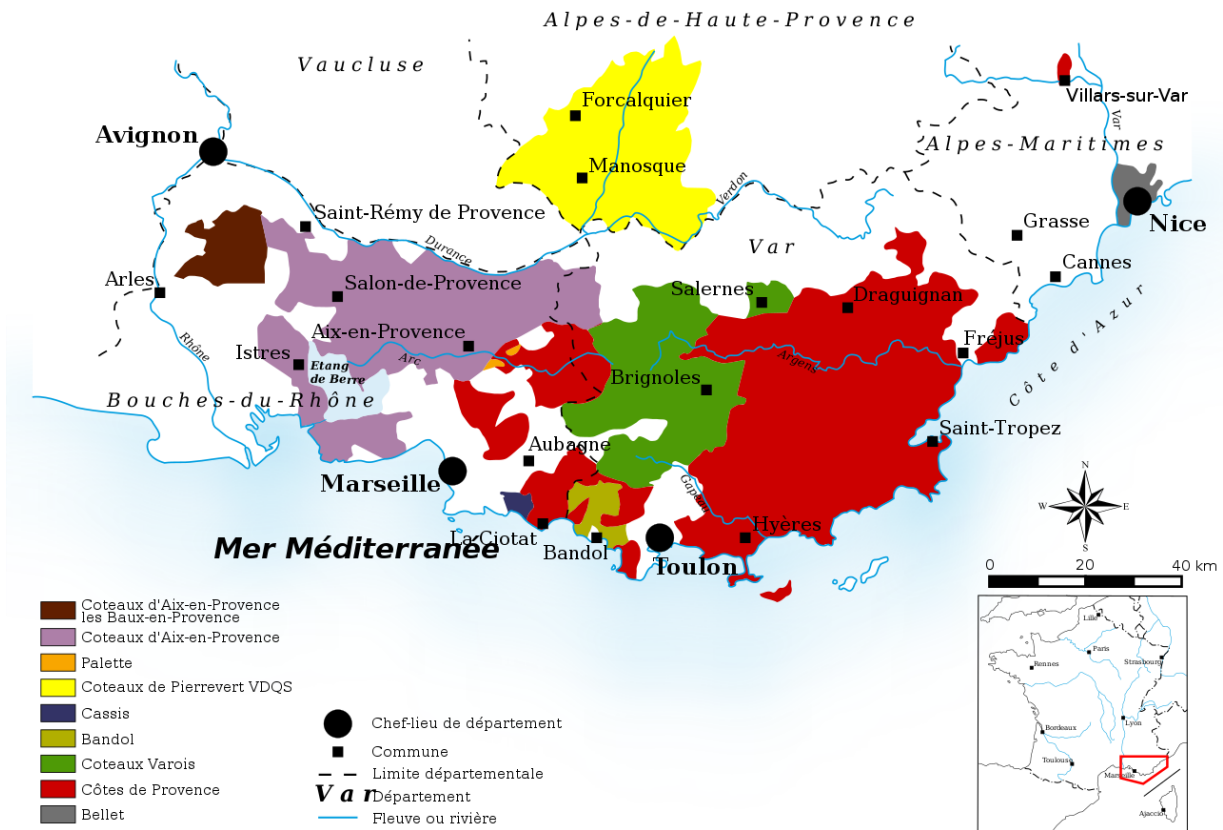 Alpes-de-Haute-Provence
Vaucluse
Forcalquier
Villars-sur-Var
Var
Avignon
Alpes-Maritimes
Manosque
Verdon
Nice
Saint-Rémy de Provence
Durance
Var
Grasse
Cannes
Arles
Salon-de-Provence
Salernes
Draguignan
Côte d'Azur
Rhône
Aix-en-Provence
Istres
Etang
de Berre
Arc
Argens
Fréjus
Brignoles
Bouches-du-Rhône
Saint-Tropez
Aubagne
Marseille
Gapeau
Mer Méditerranée
La Ciotat
Bandol
Toulon
Hyères
N
W
E
S
0 20 40 km
Coteaux d'Aix-en-Provence
les Baux-en-Provence
Coteaux d'Aix-en-Provence
Palette
Coteaux de Pierrevert VDQS
Cassis
Bandol
Coteaux Varois
Côtes de Provence
Bellet
Chef-lieu de département
Commune
Limite départementale
Var Département
Fleuve ou rivière
Lille
Paris
Strasbourg
Rennes
Lyon
Bordeaux
Toulouse
Marseille
Ajaccio